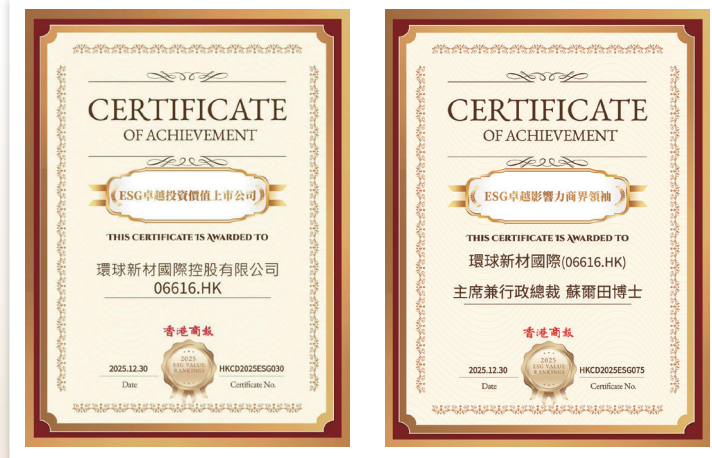 CERTIFICATE
OF ACHIEVEMENT
ESG卓越投資價值上市公司
THIS CERTIFICATE IS AWARDED TO
環球新材國際控股有限公司
06616.HK
香港商报
2025
ESG VALUE
RANKINGS
2025.12.30
HKCD2025ESG030
Date
Certificate No.
CERTIFICATE
OF ACHIEVEMENT
ESG卓越影響力商界領袖
THIS CERTIFICATE IS AWARDED TO
環球新材國際(06616.HK)
主席兼行政總裁 蘇爾田博士
香港商报
2025
ESG VALUE
RANKINGS
2025.12.30
HKCD2025ESG075
Date
Certificate No.